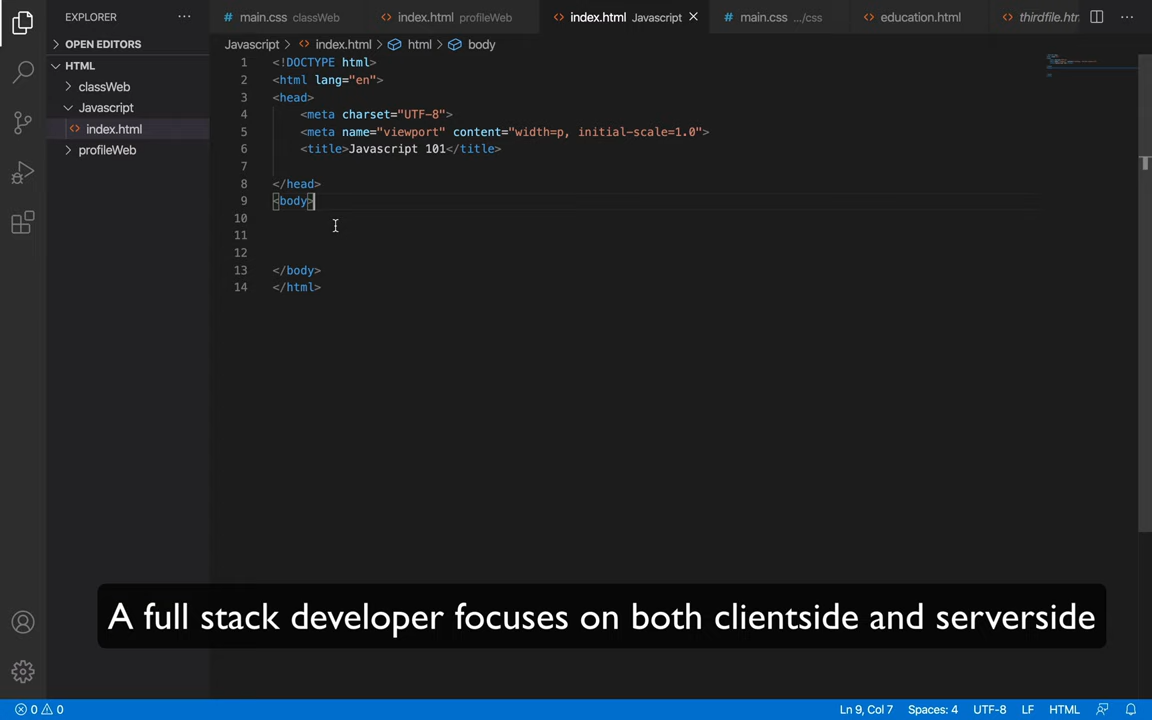 EXPLORER
OPEN EDITORS
HTML
classWeb
Javascript
index.html
profileWeb
main.css classWeb
index.html profileWeb
index.html Javascript
main.css .../css
education.html
thirdfile.htm
Javascript > index.html > html > body
1 <!DOCTYPE html>
2 <html lang="en">
3 <head>
4 <meta charset="UTF-8">
5 <meta name="viewport" content="width=p, initial-scale=1.0">
6 <title>Javascript 101</title>
7
8 </head>
9 <body>
10
11
12
13 </body>
14 </html>
A full stack developer focuses on both clientside and serverside
0 0
Ln 9, Col 7
Spaces: 4
UTF-8
LF
HTML